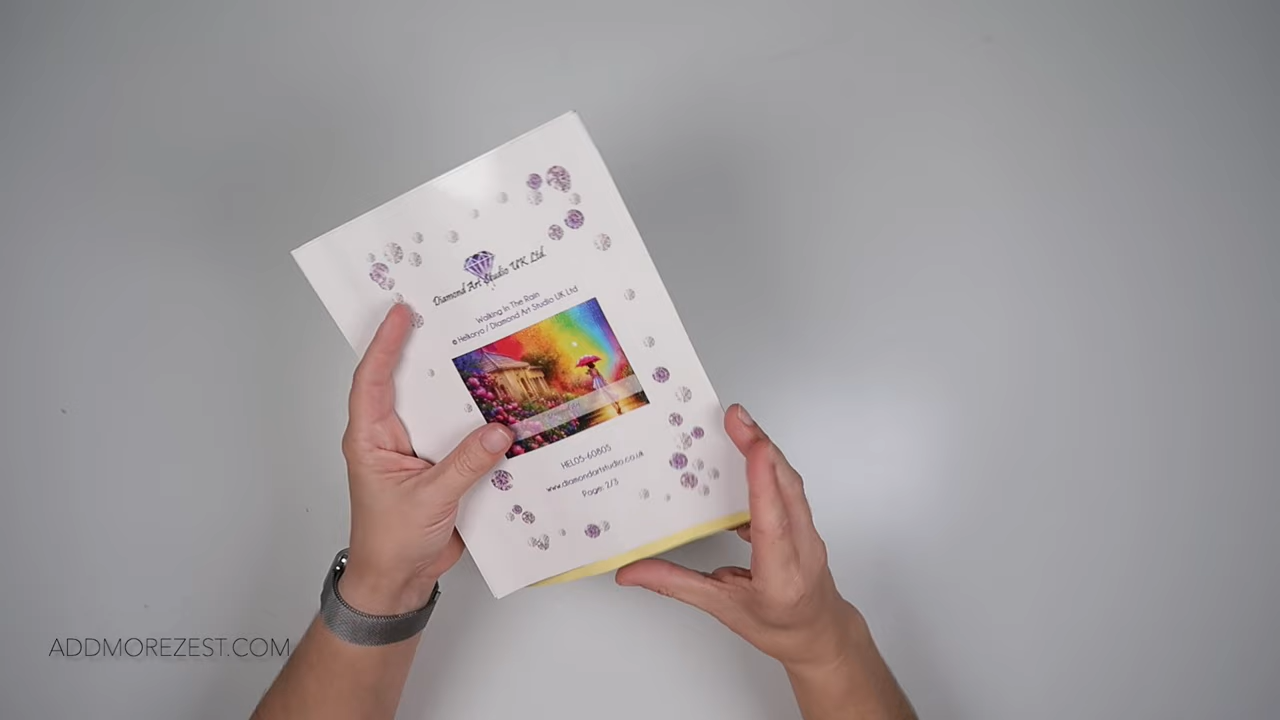 Diamond Art Studio UK Ltd
Walking In The Rain
© Helkarya / Diamond Art Studio UK Ltd
HEL05-60805
www.diamondartstudio.co.uk
Page: 2/3
ADDMOREZEST.COM